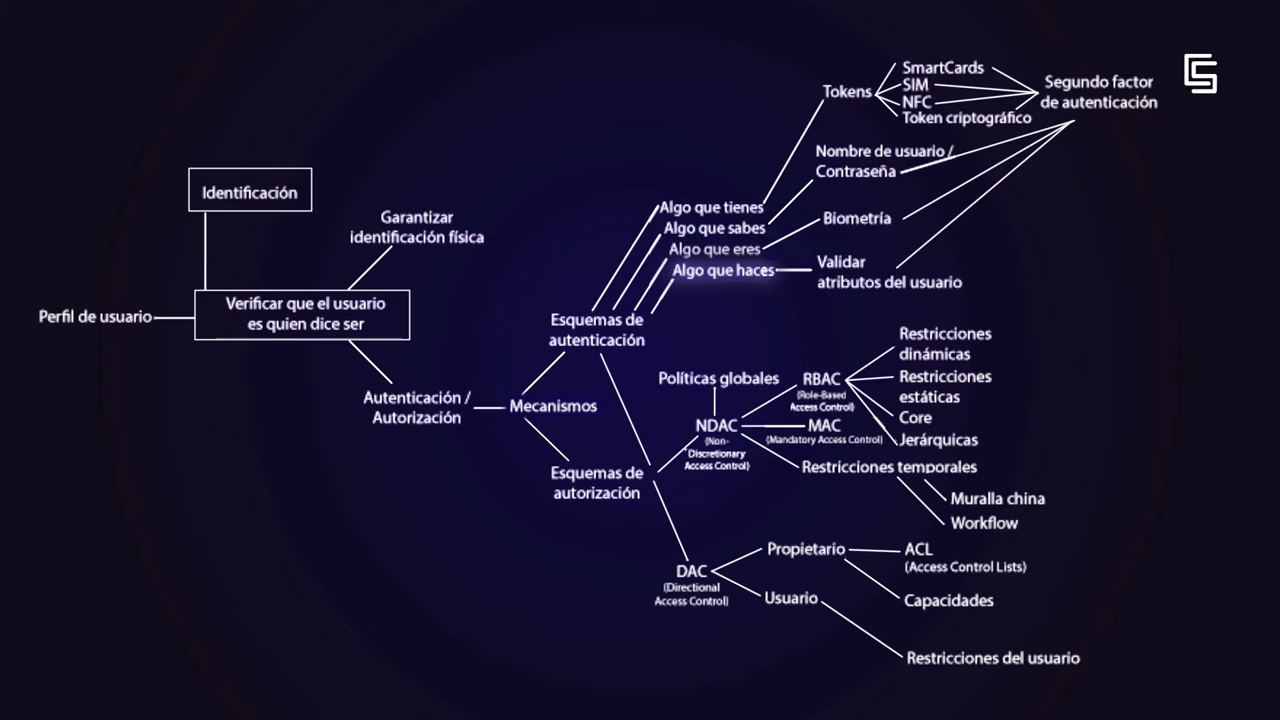 Identificación
Garantizar
identificación física
Perfil de usuario
Verificar que el usuario
es quien dice ser
Autenticación /
Autorización
Mecanismos
Esquemas de
autenticación
Esquemas de
autorización
Algo que tienes
Algo que sabes
Algo que eres
Algo que haces
Tokens
SmartCards
SIM
NFC
Token criptográfico
Segundo factor
de autenticación
Nombre de usuario /
Contraseña
Biometría
Validar
atributos del usuario
Políticas globales
NDAC
(Non-
Discretionary
Access Control)
RBAC
(Role-Based
Access Control)
MAC
(Mandatory Access Control)
Restricciones
dinámicas
Restricciones
estáticas
Core
Jerárquicas
Restricciones temporales
Muralla china
Workflow
DAC
(Directional
Access Control)
Propietario
ACL
(Access Control Lists)
Capacidades
Usuario
Restricciones del usuario